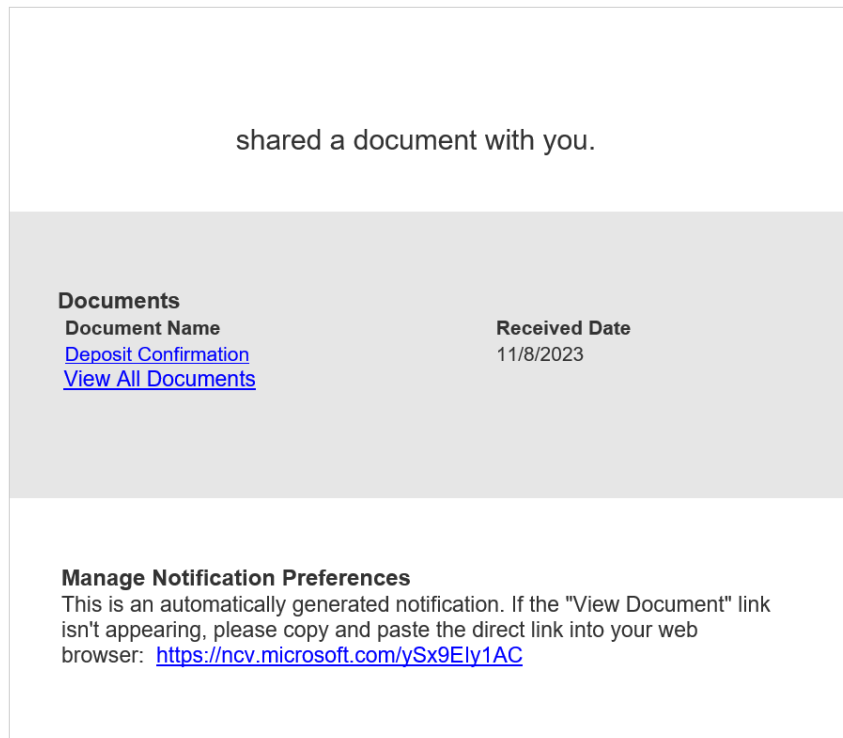 shared a document with you.
Documents
Document Name Received Date
Deposit Confirmation 11/8/2023
View All Documents
Manage Notification Preferences
This is an automatically generated notification. If the "View Document" link
isn't appearing, please copy and paste the direct link into your web
browser: https://ncv.microsoft.com/ySx9EIy1AC